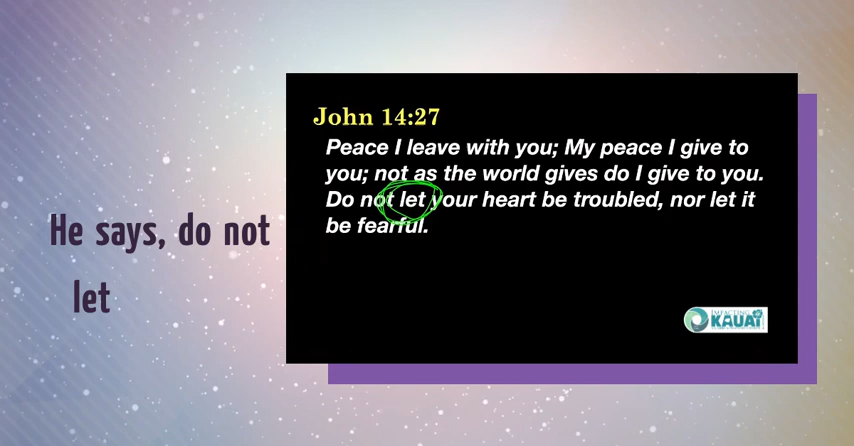 He says, do not
let
John 14:27
Peace I leave with you; My peace I give to
you; not as the world gives do I give to you.
Do not let your heart be troubled, nor let it
be fearful.
IMPACTING
KAUAI